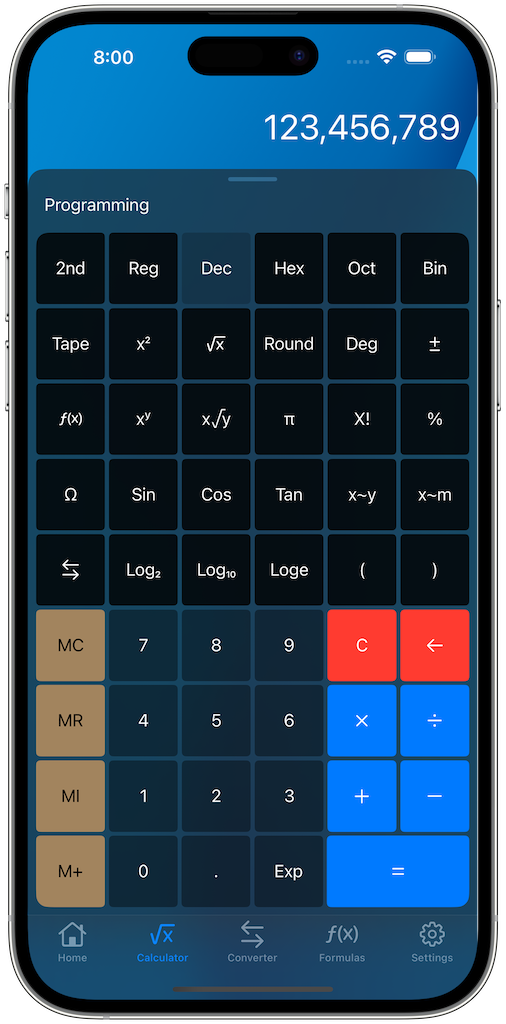 8:00
123,456,789
Programming
2nd Reg Dec Hex Oct Bin
Tape x² √x Round Deg ±
f(x) xʸ x√y π X! %
Ω Sin Cos Tan x~y x~m
⇆ Log₂ Log₁₀ Loge ( )
MC 7 8 9 C ←
MR 4 5 6 × ÷
MI 1 2 3 + −
M+ 0 . Exp =
√x f(x)
Home Calculator Converter Formulas Settings